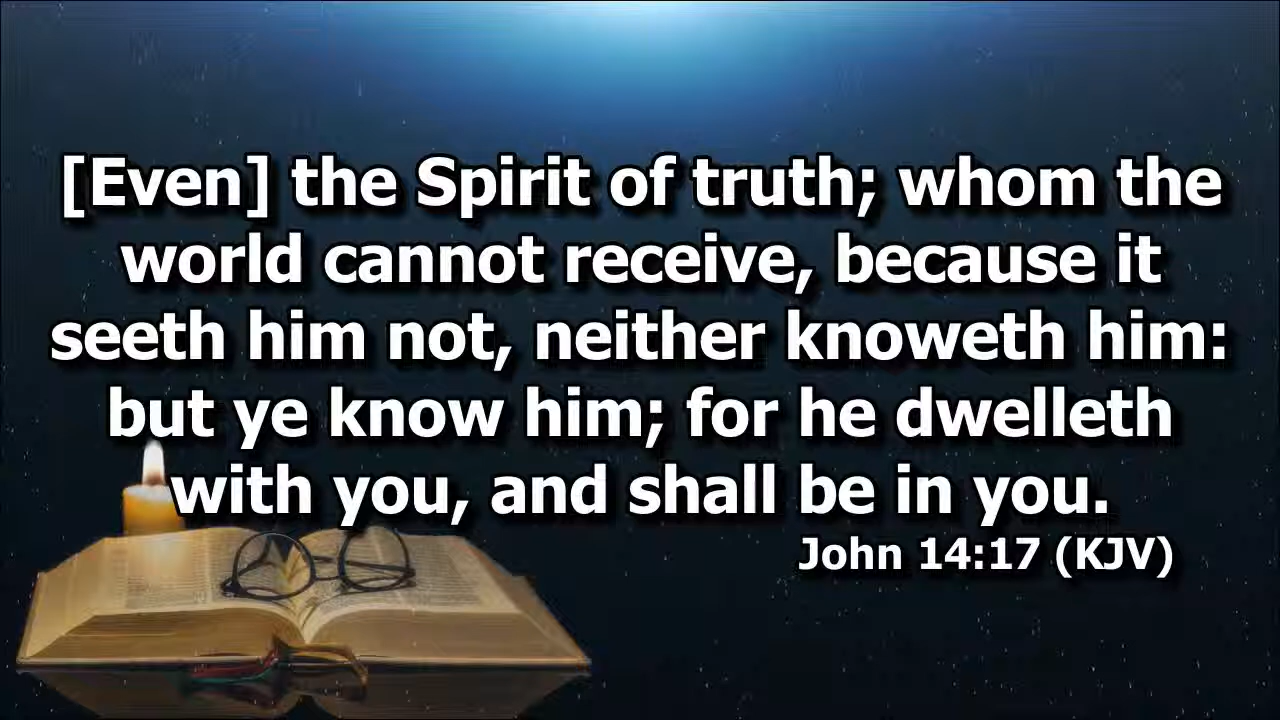 [Even] the Spirit of truth; whom the
world cannot receive, because it
seeth him not, neither knoweth him:
but ye know him; for he dwelleth
with you, and shall be in you.
John 14:17 (KJV)